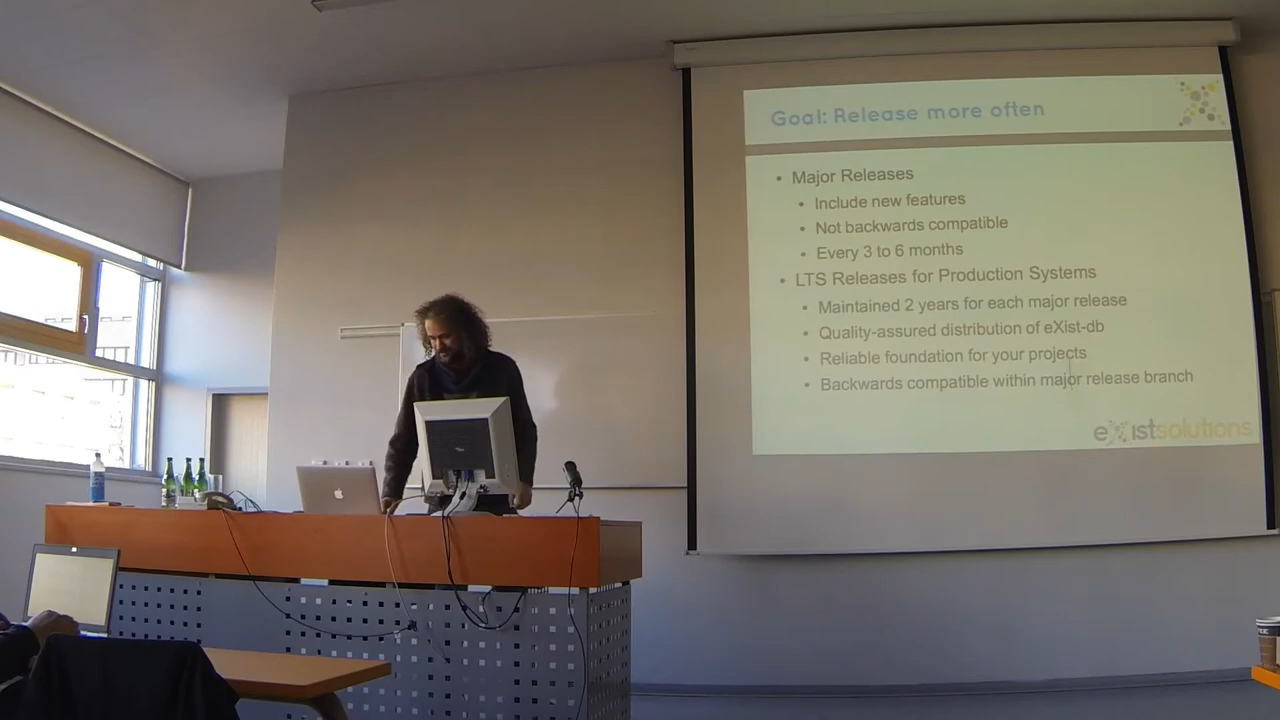 Goal: Release more often
• Major Releases
• Include new features
• Not backwards compatible
• Every 3 to 6 months
• LTS Releases for Production Systems
• Maintained 2 years for each major release
• Quality-assured distribution of eXist-db
• Reliable foundation for your projects
• Backwards compatible within major release branch
eXistsolutions